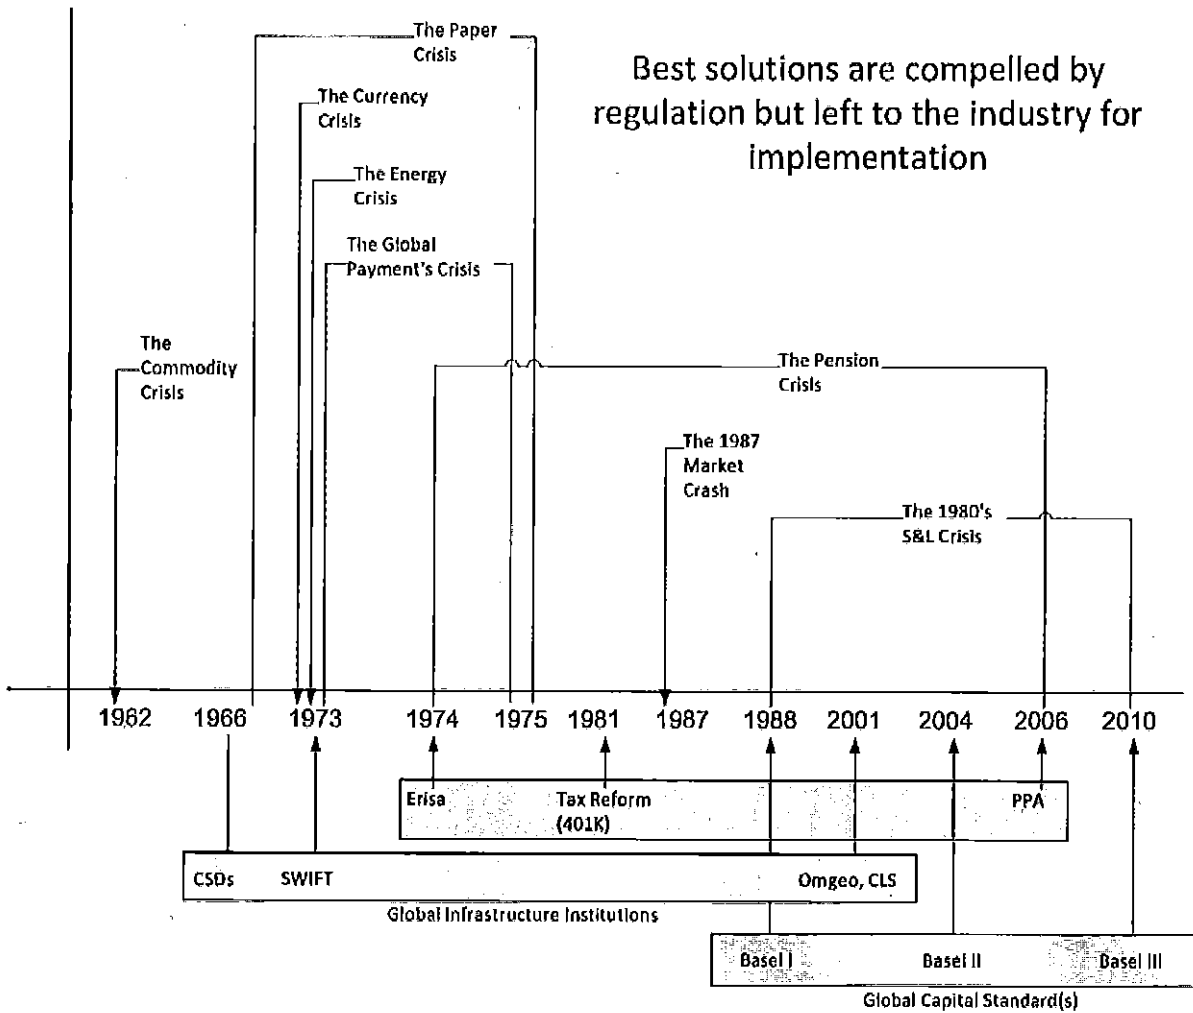 The Paper
Crisis
Best solutions are compelled by
regulation but left to the industry for
implementation
The Currency
Crisis
The Energy
Crisis
The Global
Payment's Crisis
The
Commodity
Crisis
The Pension
Crisis
The 1987
Market
Crash
The 1980's
S&L Crisis
1962 1966 1973 1974 1975 1981 1987 1988 2001 2004 2006 2010
Erisa Tax Reform PPA
(401K)
CSDs SWIFT Omgeo, CLS
Global Infrastructure Institutions
Basel I Basel II Basel III
Global Capital Standard(s)